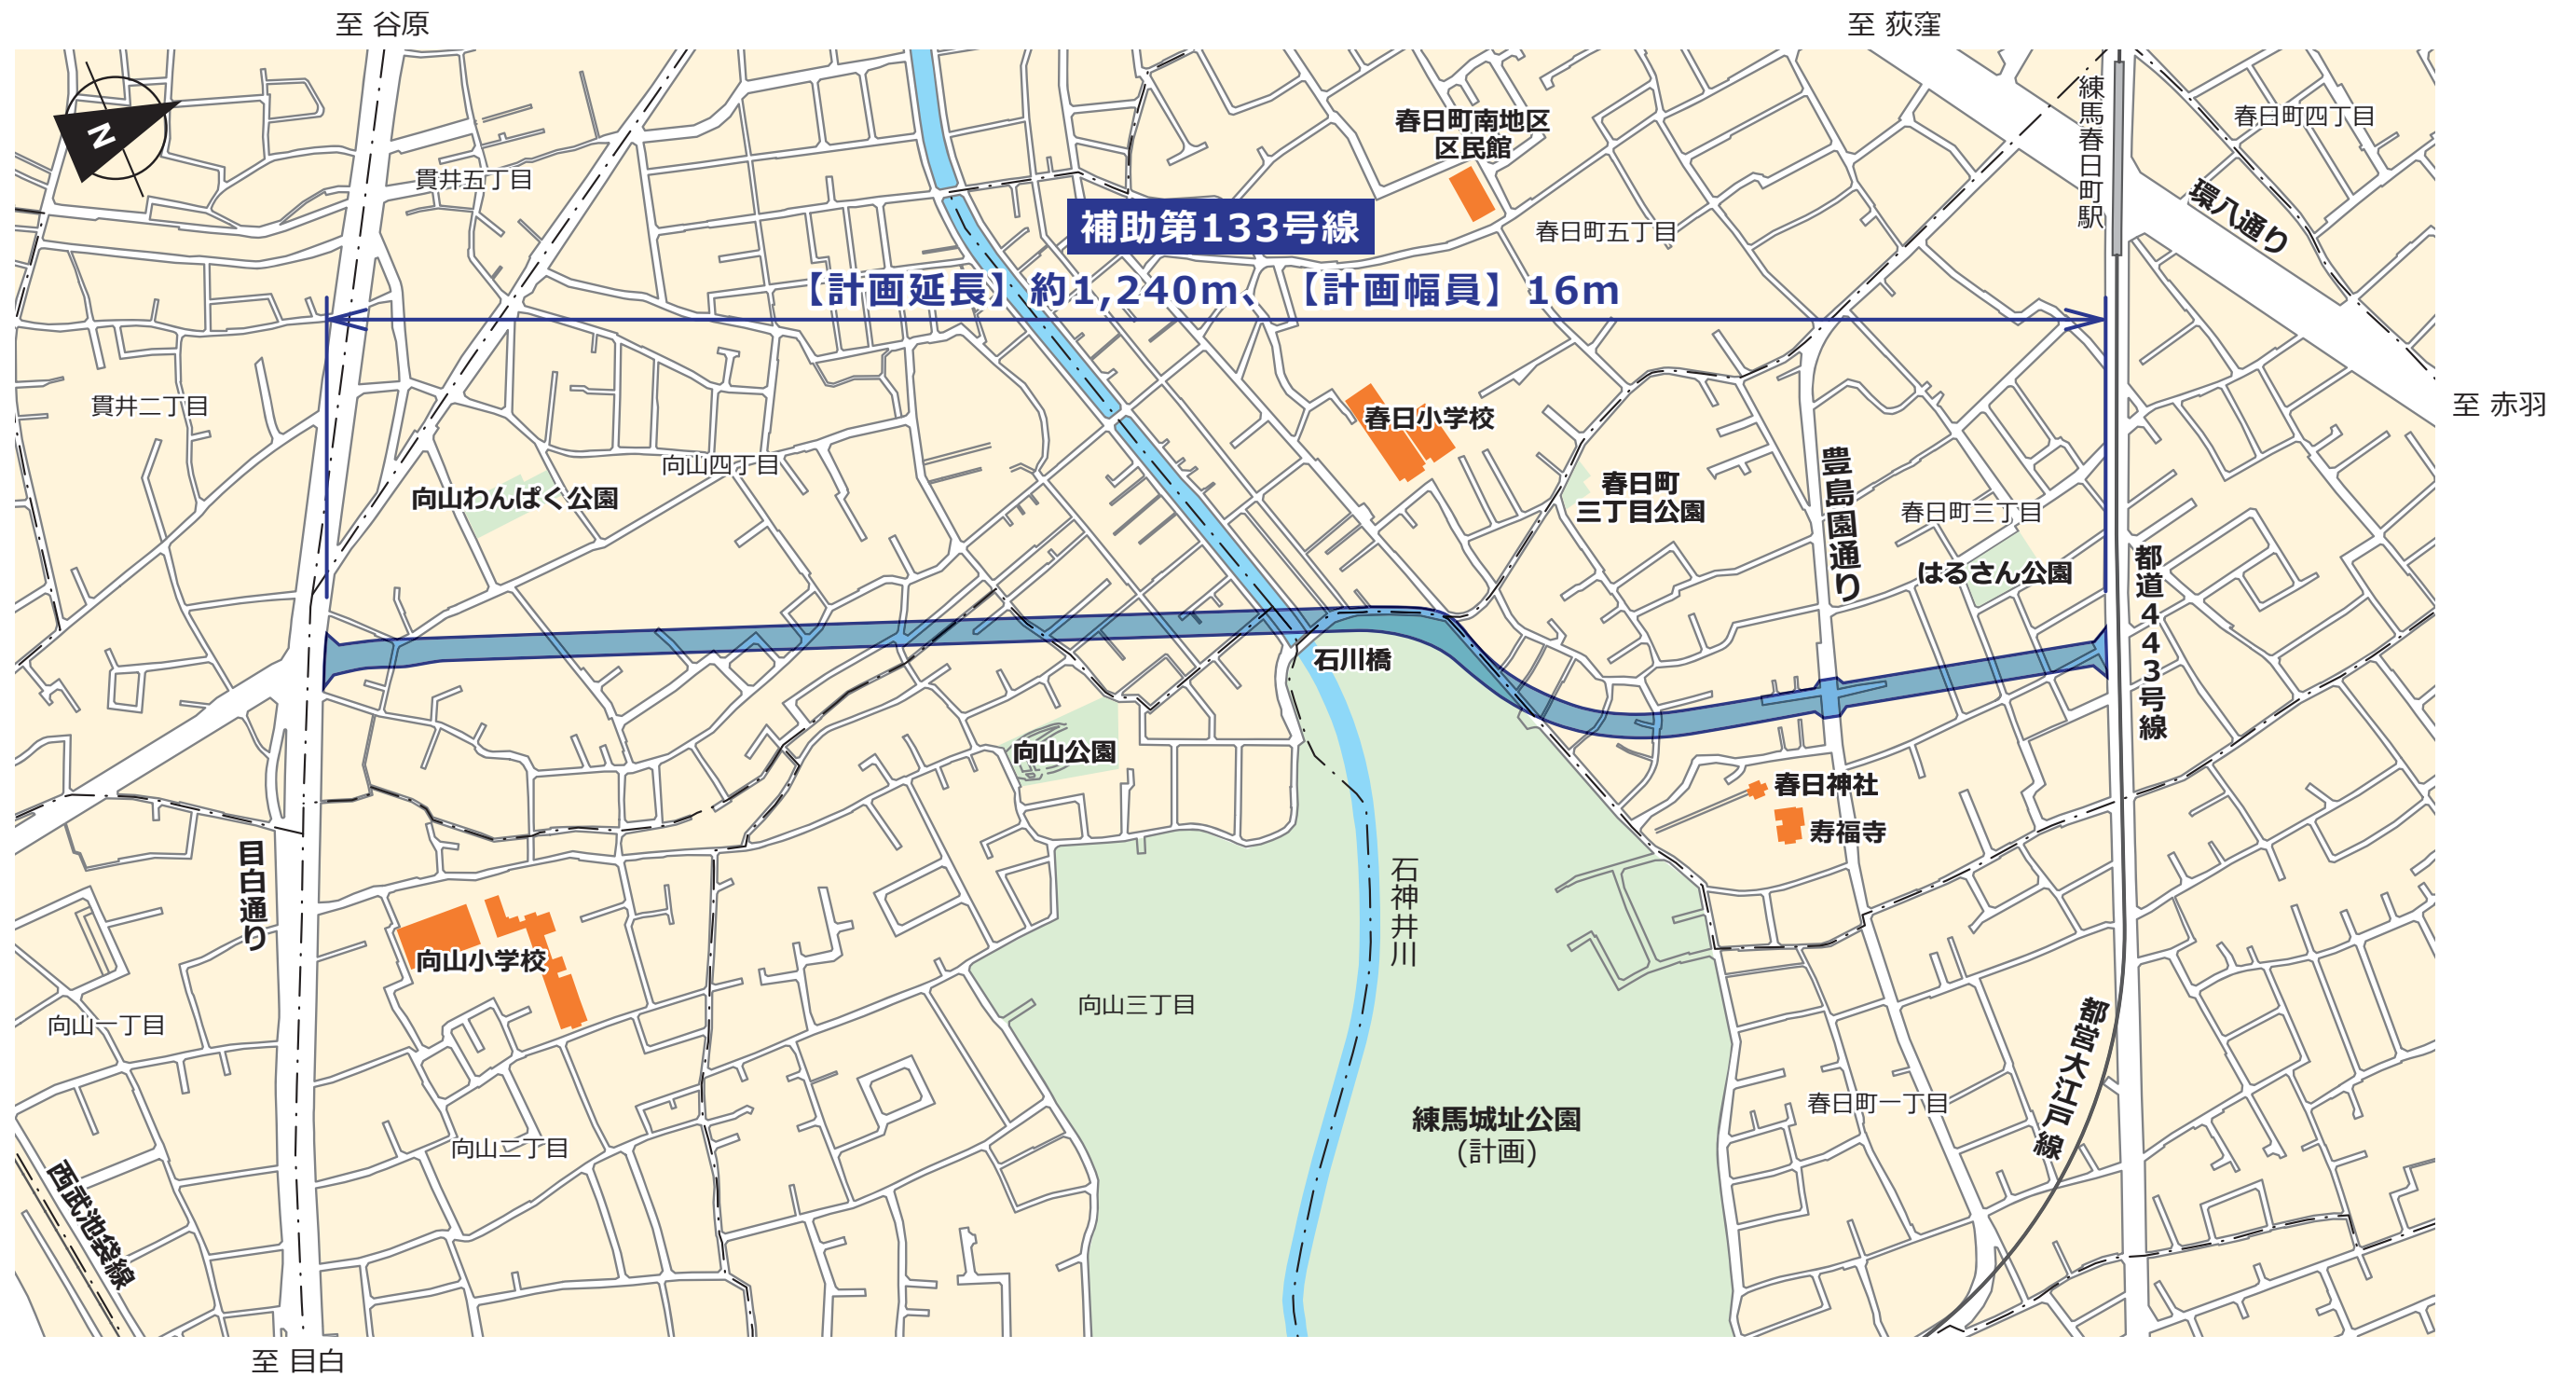 至 谷原
至 荻窪
N
練馬春日町駅
春日町四丁目
春日町南地区
区民館
貫井五丁目
環八通り
補助第133号線
春日町五丁目
【計画延長】約1,240m、【計画幅員】16m
貫井二丁目
至 赤羽
春日小学校
向山四丁目
向山わんぱく公園
春日町
三丁目公園
豊島園通り
春日町三丁目
はるさん公園
都道443号線
石川橋
向山公園
春日神社
寿福寺
目白通り
石神井川
向山小学校
向山三丁目
向山一丁目
都営大江戸線
練馬城址公園
(計画)
春日町一丁目
向山二丁目
西武池袋線
至 目白